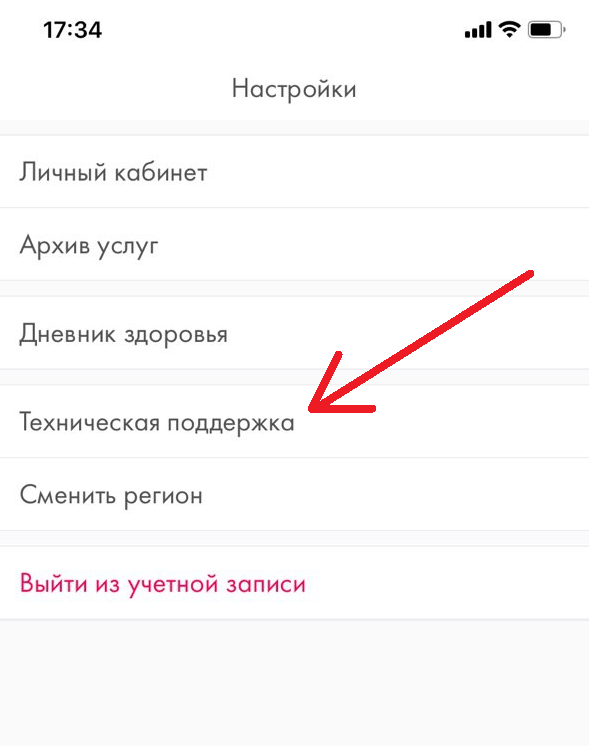 17:34
Настройки
Личный кабинет
Архив услуг
Дневник здоровья
Техническая поддержка
Сменить регион
Выйти из учетной записи